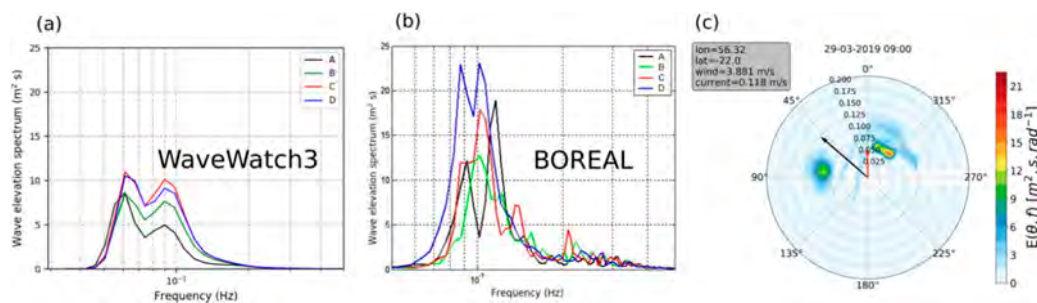 (a)
25
20
15
10
5
0
Wave elevation spectrum (m² s)
A
B
C
D
WaveWatch3
10⁻¹
Frequency (Hz)
(b)
25
20
15
10
5
0
Wave elevation spectrum (m² s)
A
B
C
D
BOREAL
Frequency (Hz)
(c)
29-03-2019 09:00
lon=56.32
lat=-22.0
wind=3.881 m/s
current=0.118 m/s
0°
45°
315°
90°
270°
135°
225°
180°
0.200
0.175
0.150
0.125
0.100
0.075
0.050
0.025
21
18
15
12
9
6
3
0
E(θ, f) [m². s. rad⁻¹]